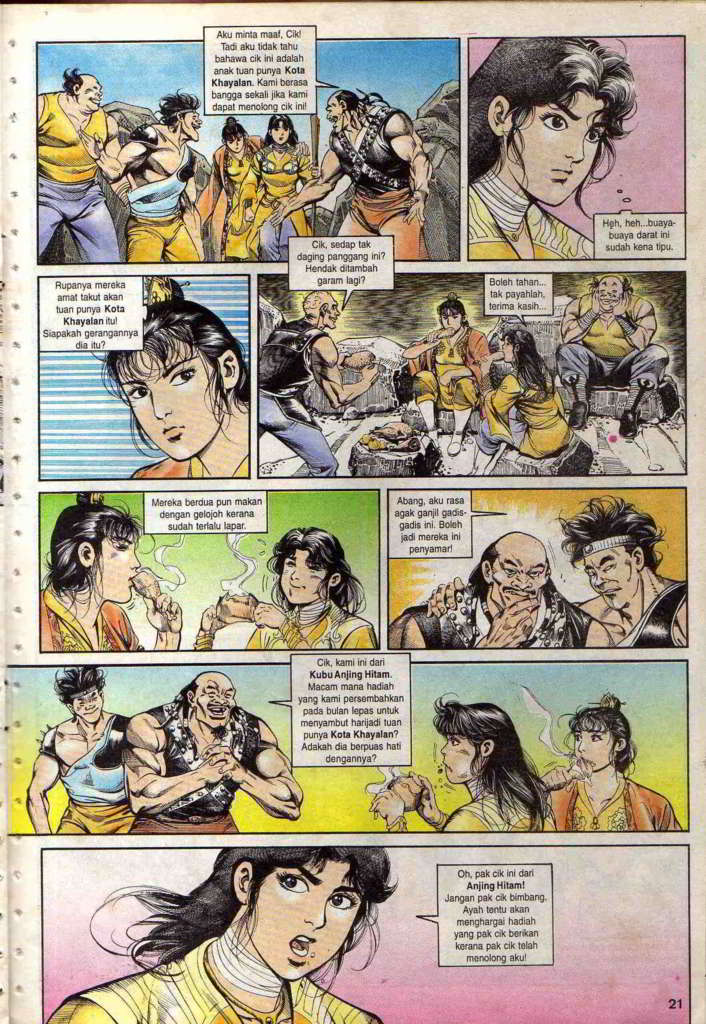 Aku minta maaf, Cik!
Tadi aku tidak tahu
bahawa cik ini adalah
anak tuan punya Kota
Khayalan. Kami berasa
bangga sekali jika kami
dapat menolong cik ini!
Heh, heh...buaya-
buaya darat ini
sudah kena tipu.
Rupanya mereka
amat takut akan
tuan punya Kota
Khayalan itu!
Siapakah gerangannya
dia itu?
Cik, sedap tak
daging panggang ini?
Hendak ditambah
garam lagi?
Boleh tahan...
tak payahlah,
terima kasih...
Mereka berdua pun makan
dengan gelojoh kerana
sudah terlalu lapar.
Abang, aku rasa
agak ganjil gadis-
gadis ini. Boleh
jadi mereka ini
penyamar!
Cik, kami ini dari
Kubu Anjing Hitam.
Macam mana hadiah
yang kami persembahkan
pada bulan lepas untuk
menyambut harijadi tuan
punya Kota Khayalan?
Adakah dia berpuas hati
dengannya?
Oh, pak cik ini dari
Anjing Hitam!
Jangan pak cik bimbang.
Ayah tentu akan
menghargai hadiah
yang pak cik berikan
kerana pak cik telah
menolong aku!
21